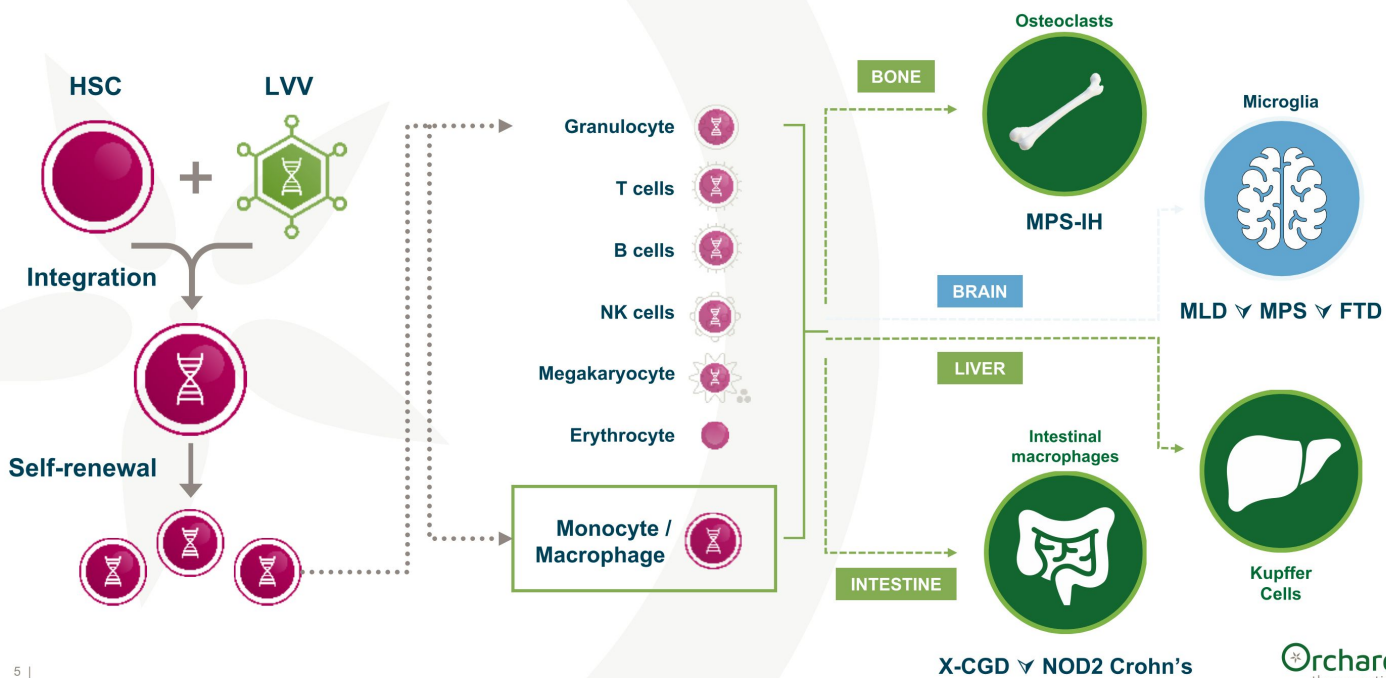 HSC
LVV
Integration
Self-renewal
Granulocyte
T cells
B cells
NK cells
Megakaryocyte
Erythrocyte
Monocyte /
Macrophage
BONE
Osteoclasts
MPS-IH
BRAIN
Microglia
MLD ⮛ MPS ⮛ FTD
LIVER
Kupffer
Cells
INTESTINE
Intestinal
macrophages
X-CGD ⮛ NOD2 Crohn's
5 |